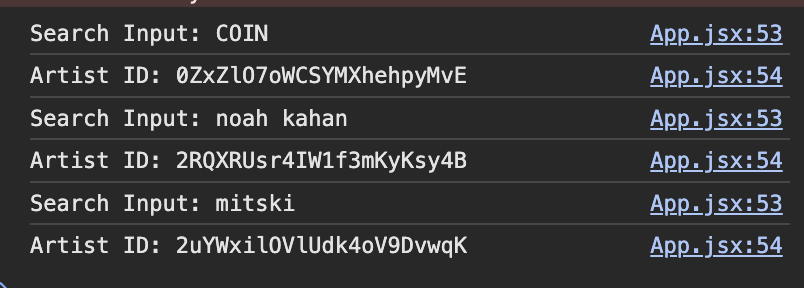 Search Input: COIN App.jsx:53
Artist ID: 0ZxZlO7oWCSYMXhehpyMvE App.jsx:54
Search Input: noah kahan App.jsx:53
Artist ID: 2RQXRUsr4IW1f3mKyKsy4B App.jsx:54
Search Input: mitski App.jsx:53
Artist ID: 2uYWxilOVlUdk4oV9DvwqK App.jsx:54